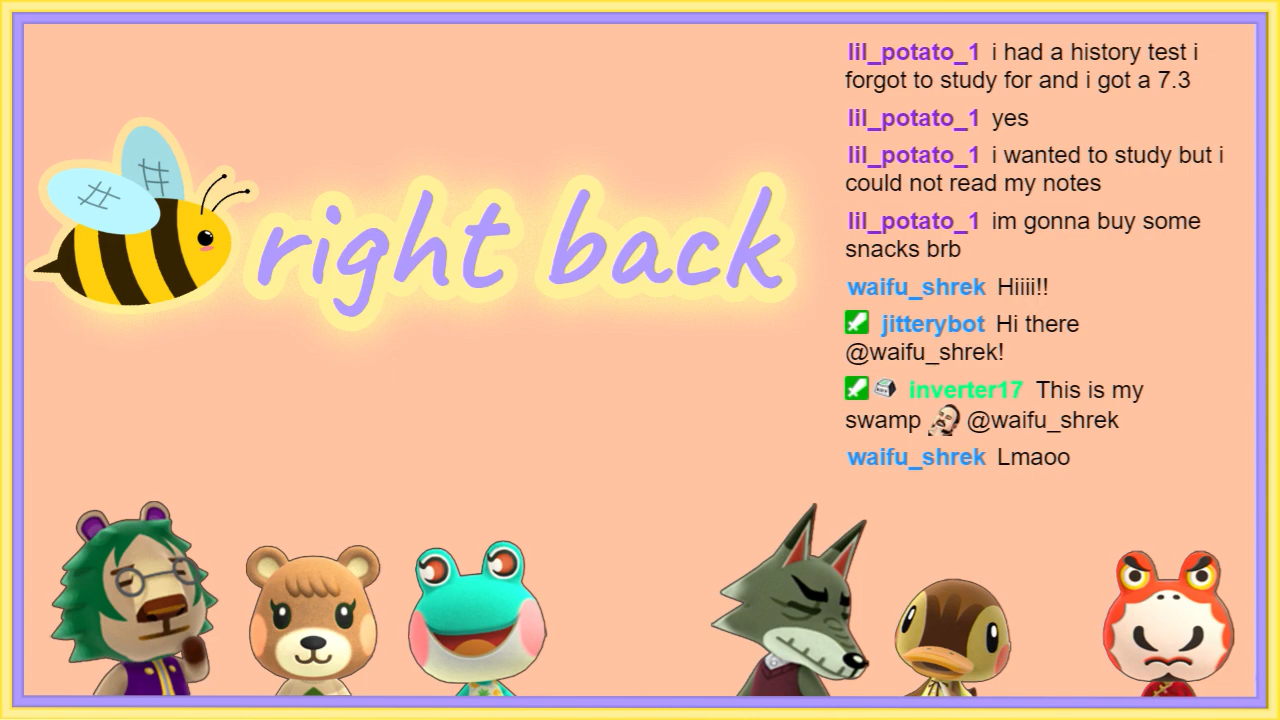 right back
lil_potato_1 i had a history test i
forgot to study for and i got a 7.3
lil_potato_1 yes
lil_potato_1 i wanted to study but i
could not read my notes
lil_potato_1 im gonna buy some
snacks brb
waifu_shrek Hiiii!!
jitterybot Hi there
@waifu_shrek!
inverter17 This is my
swamp @waifu_shrek
waifu_shrek Lmaoo